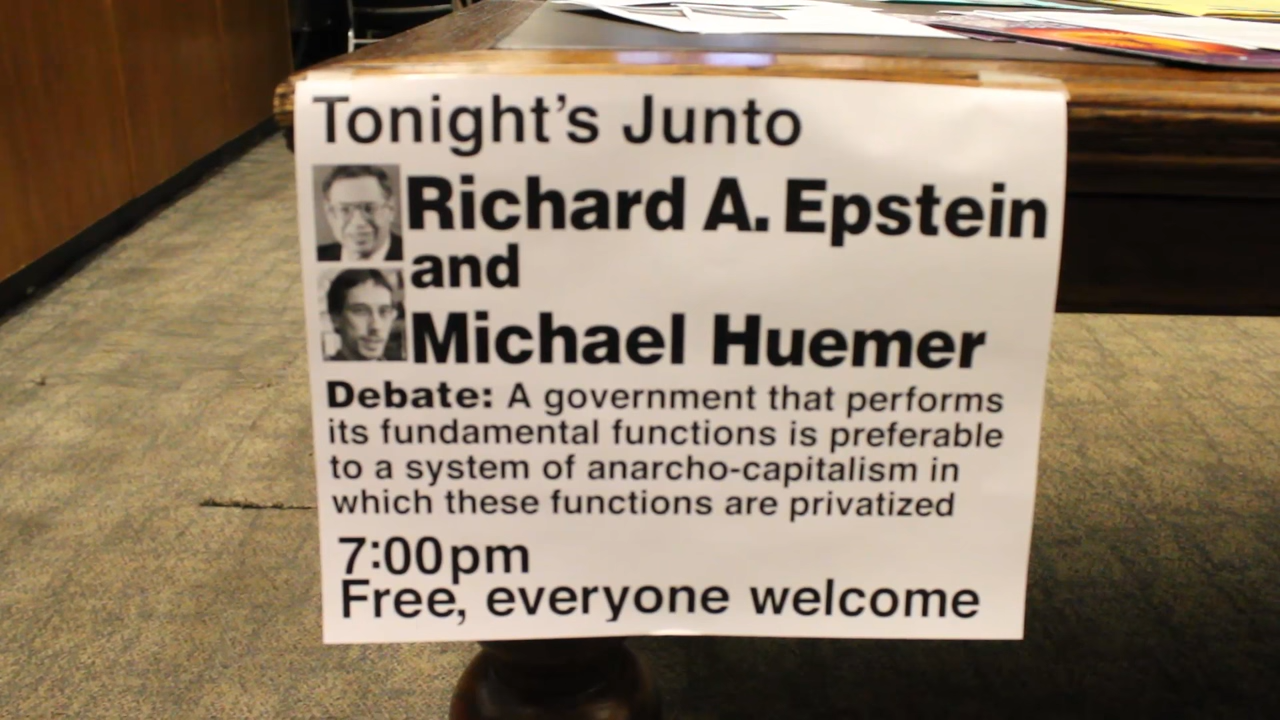 Tonight's Junto
Richard A. Epstein
and
Michael Huemer
Debate: A government that performs
its fundamental functions is preferable
to a system of anarcho-capitalism in
which these functions are privatized
7:00pm
Free, everyone welcome